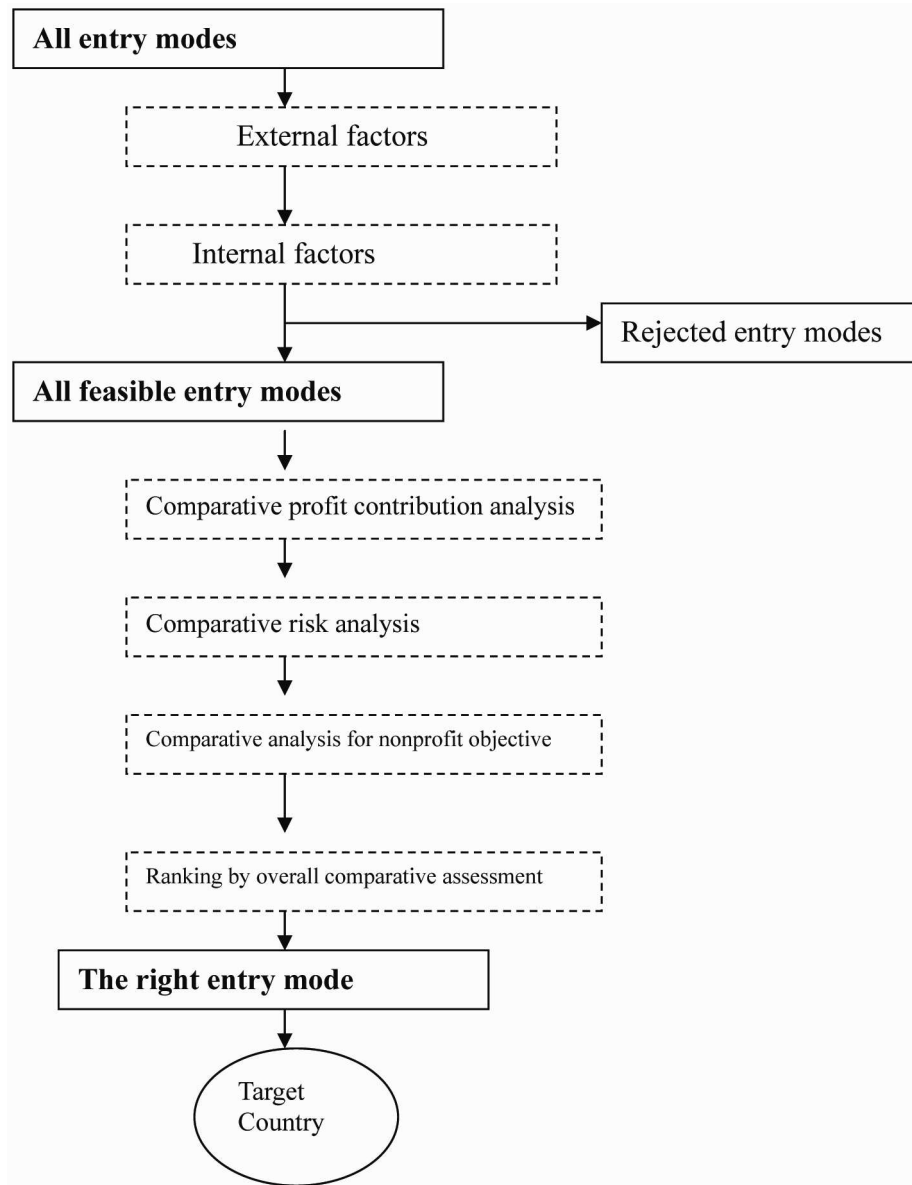 All entry modes
External factors
Internal factors
Rejected entry modes
All feasible entry modes
Comparative profit contribution analysis
Comparative risk analysis
Comparative analysis for nonprofit objective
Ranking by overall comparative assessment
The right entry mode
Target
Country